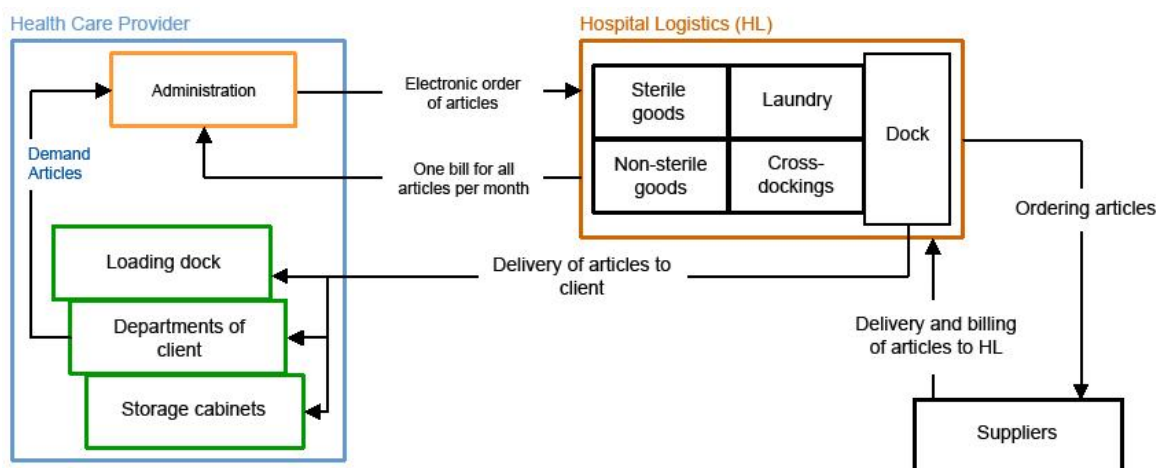 Health Care Provider
Hospital Logistics (HL)
Administration
Electronic order
of articles
Sterile
goods
Laundry
Dock
Demand
Articles
One bill for all
articles per month
Non-sterile
goods
Cross-
dockings
Ordering articles
Loading dock
Delivery of articles to
client
Departments of
client
Delivery and billing
of articles to HL
Storage cabinets
Suppliers